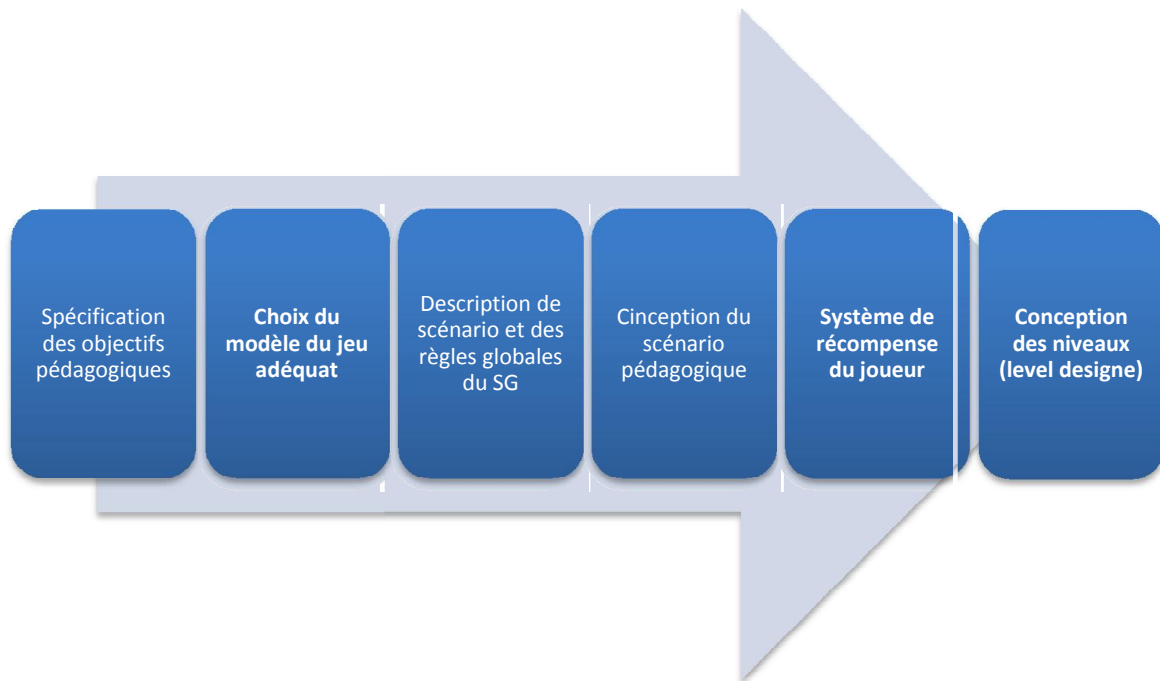 Spécification
des objectifs
pédagogiques
Choix du
modèle du jeu
adéquat
Description de
scénario et des
règles globales
du SG
Cinception du
scénario
pédagogique
Système de
récompense
du joueur
Conception
des niveaux
(level designe)